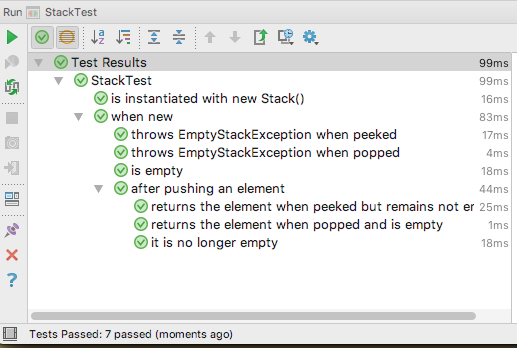 Run StackTest
Test Results 99ms
StackTest 99ms
is instantiated with new Stack() 16ms
when new 83ms
throws EmptyStackException when peeked 17ms
throws EmptyStackException when popped 4ms
is empty 18ms
after pushing an element 44ms
returns the element when peeked but remains not 25ms
returns the element when popped and is empty 1ms
it is no longer empty 18ms
Tests Passed: 7 passed (moments ago)